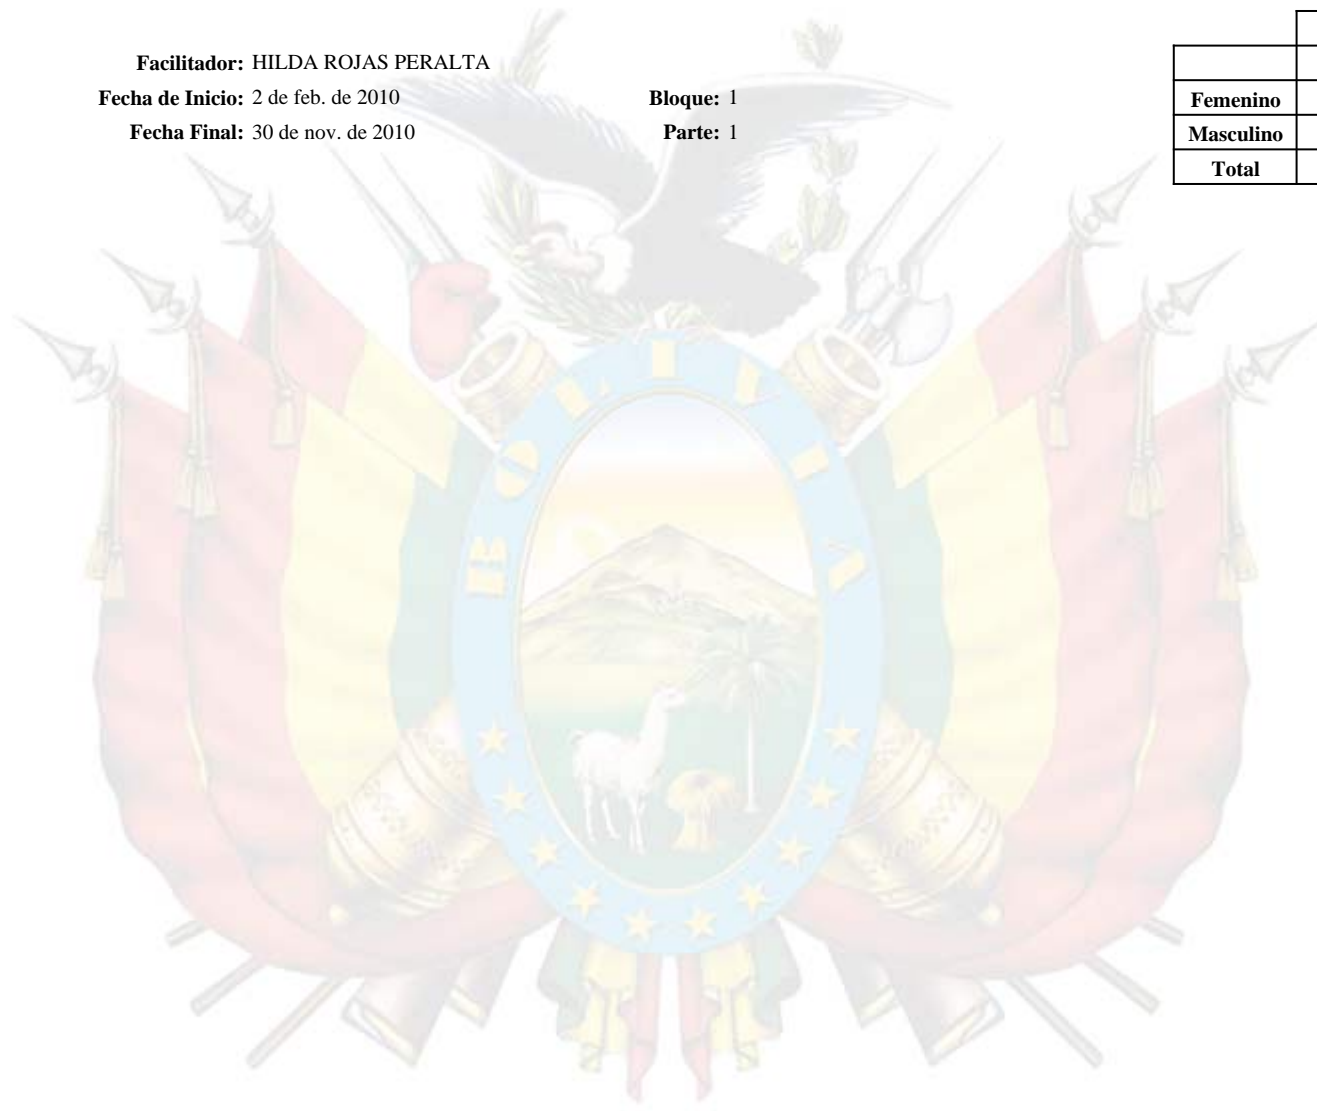 Facilitador: HILDA ROJAS PERALTA
Fecha de Inicio: 2 de feb. de 2010 Bloque: 1
Fecha Final: 30 de nov. de 2010 Parte: 1
Femenino
Masculino
Total
BOLIVIA